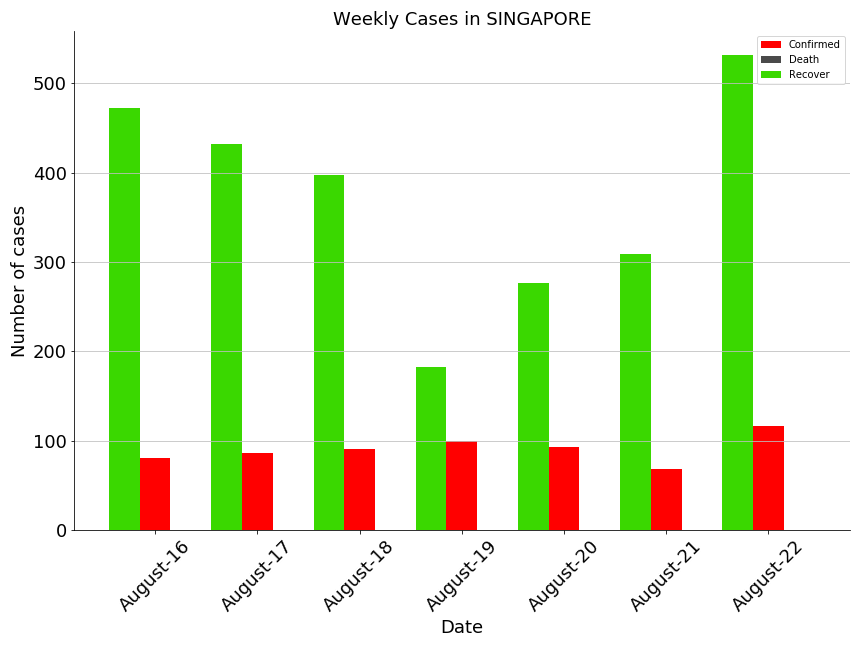 Weekly Cases in SINGAPORE
Confirmed
Death
Recover
Number of cases
500
400
300
200
100
0
August-16
August-17
August-18
August-19
August-20
August-21
August-22
Date